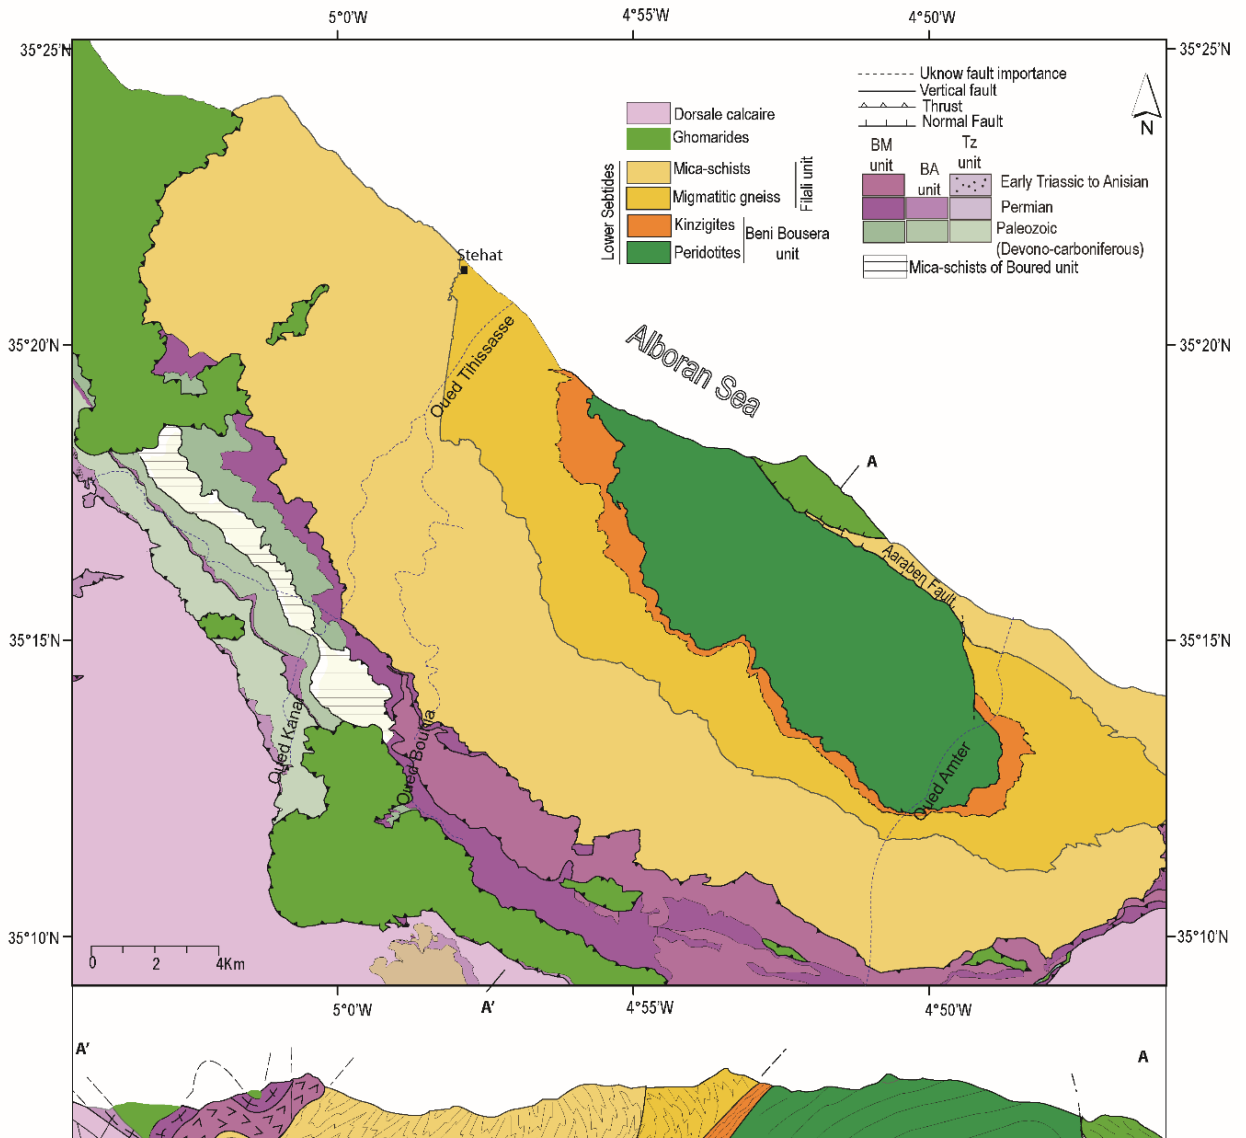 5°0'W
4°55'W
4°50'W
35°25'N
35°25'N
Dorsale calcaire
Ghomarides
Mica-schists
Migmatitic gneiss
Kinzigites
Peridotites
Lower Sebtides
Filali unit
Beni Bousera
unit
Uknow fault importance
Vertical fault
Thrust
Normal Fault
N
BM
unit
BA
unit
Tz
unit
Early Triassic to Anisian
Permian
Paleozoic
(Devono-carboniferous)
Mica-schists of Boured unit
Stehat
35°20'N
35°20'N
Oued Tihissasse
Alboran Sea
A
Aaraben Fault
35°15'N
35°15'N
Oued Kanar
Oued Bouhia
Oued Amter
35°10'N
35°10'N
0 2 4Km
5°0'W
A'
4°55'W
4°50'W
A'
A